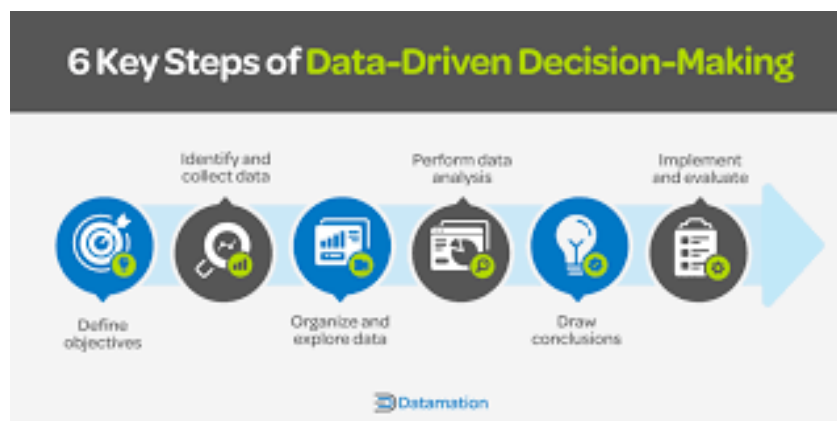 6 Key Steps of Data-Driven Decision-Making
Define
objectives
Identify and
collect data
Organize and
explore data
Perform data
analysis
Draw
conclusions
Implement
and evaluate
Datamation